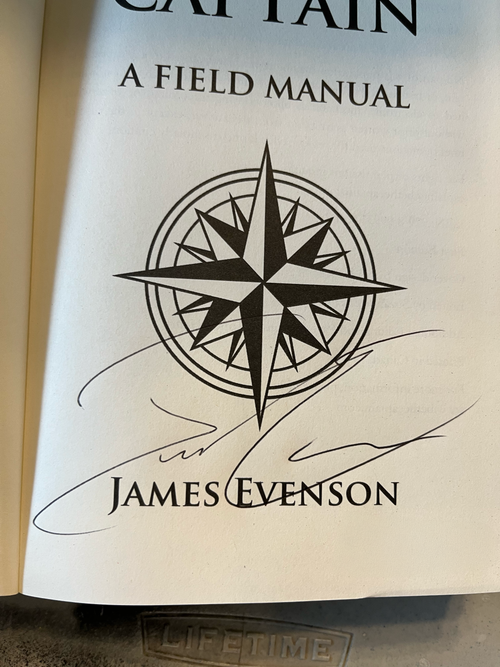 CAPTAIN
A FIELD MANUAL
JAMES EVENSON
LIFETIME